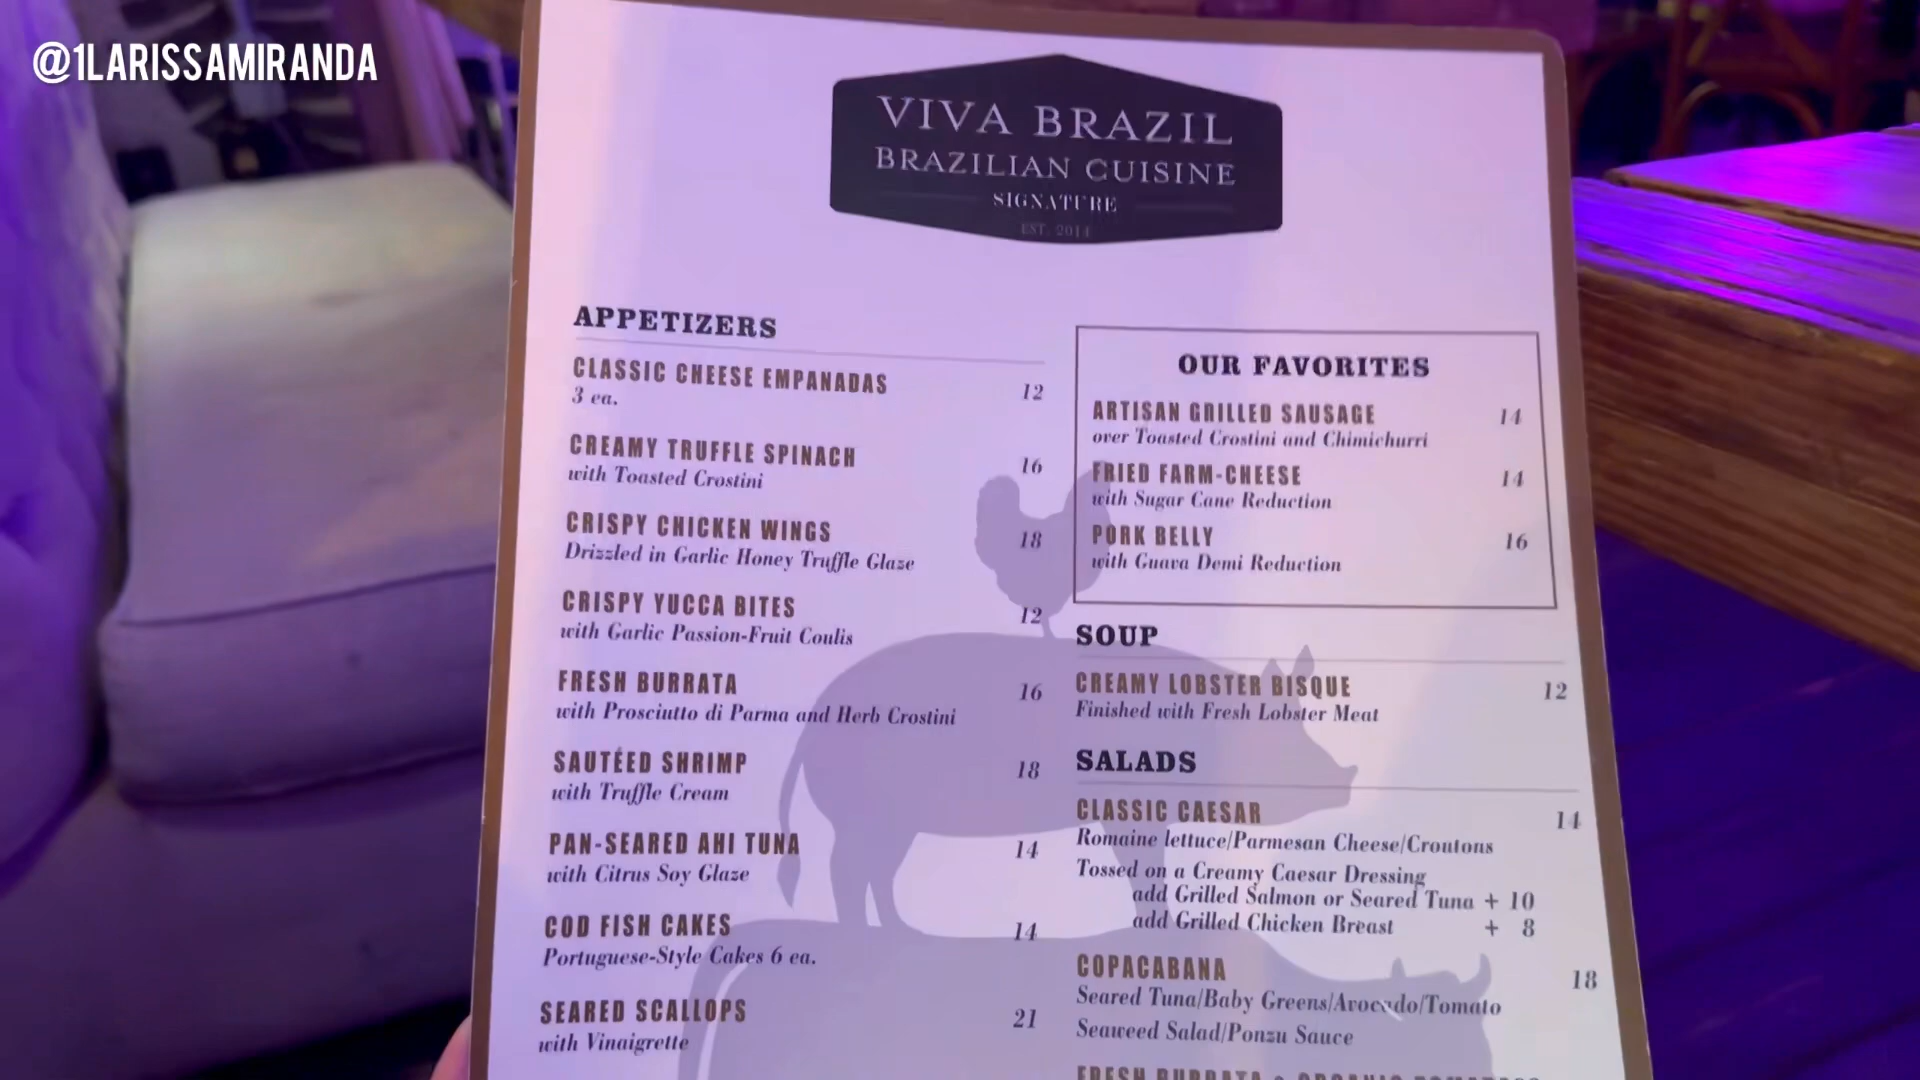 @1LARISSAMIRANDA
VIVA BRAZIL
BRAZILIAN CUISINE
SIGNATURE
EST. 2014
APPETIZERS
CLASSIC CHEESE EMPANADAS 12
3 ea.
CREAMY TRUFFLE SPINACH 16
with Toasted Crostini
CRISPY CHICKEN WINGS 18
Drizzled in Garlic Honey Truffle Glaze
CRISPY YUCCA BITES 12
with Garlic Passion-Fruit Coulis
FRESH BURRATA 16
with Prosciutto di Parma and Herb Crostini
SAUTÉED SHRIMP 18
with Truffle Cream
PAN-SEARED AHI TUNA 14
with Citrus Soy Glaze
COD FISH CAKES 14
Portuguese-Style Cakes 6 ea.
SEARED SCALLOPS 21
with Vinaigrette
OUR FAVORITES
ARTISAN GRILLED SAUSAGE 14
over Toasted Crostini and Chimichurri
FRIED FARM-CHEESE 14
with Sugar Cane Reduction
PORK BELLY 16
with Guava Demi Reduction
SOUP
CREAMY LOBSTER BISQUE 12
Finished with Fresh Lobster Meat
SALADS
CLASSIC CAESAR 14
Romaine lettuce/Parmesan Cheese/Croutons
Tossed on a Creamy Caesar Dressing
add Grilled Salmon or Seared Tuna + 10
add Grilled Chicken Breast + 8
COPACABANA 18
Seared Tuna/Baby Greens/Avocado/Tomato
Seaweed Salad/Ponzu Sauce
FRESH BURRATA